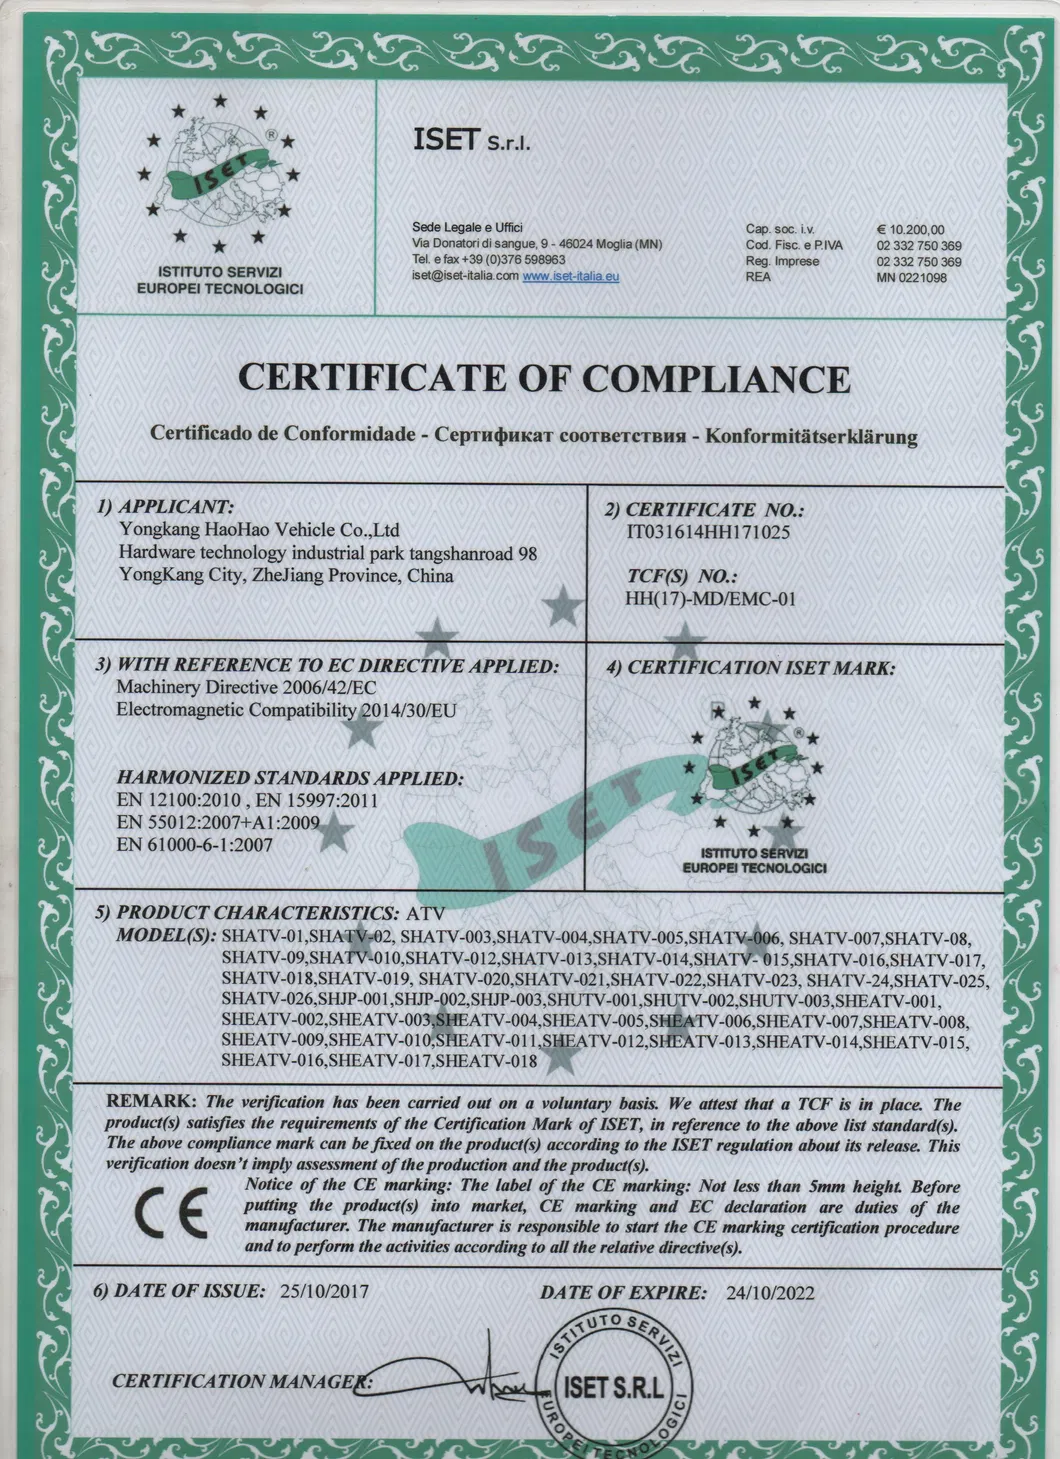 ISET
®
ISTITUTO SERVIZI
EUROPEI TECNOLOGICI
ISET S.r.l.
Sede Legale e Uffici
Via Donatori di sangue, 9 - 46024 Moglia (MN)
Tel. e fax +39 (0)376 598963
iset@iset-italia.com www.iset-italia.eu
Cap. soc. i.v. € 10.200,00
Cod. Fisc. e P.IVA 02 332 750 369
Reg. Imprese 02 332 750 369
REA MN 0221098
CERTIFICATE OF COMPLIANCE
Certificado de Conformidade - Сертификат соответствия - Konformitätserklärung
1) APPLICANT:
Yongkang HaoHao Vehicle Co.,Ltd
Hardware technology industrial park tangshanroad 98
YongKang City, ZheJiang Province, China
2) CERTIFICATE NO.:
IT031614HH171025
TCF(S) NO.:
HH(17)-MD/EMC-01
3) WITH REFERENCE TO EC DIRECTIVE APPLIED:
Machinery Directive 2006/42/EC
Electromagnetic Compatibility 2014/30/EU
HARMONIZED STANDARDS APPLIED:
EN 12100:2010 , EN 15997:2011
EN 55012:2007+A1:2009
EN 61000-6-1:2007
4) CERTIFICATION ISET MARK:
ISET
®
ISTITUTO SERVIZI
EUROPEI TECNOLOGICI
ISET
5) PRODUCT CHARACTERISTICS: ATV
MODEL(S): SHATV-01,SHATV-02, SHATV-003,SHATV-004,SHATV-005,SHATV-006, SHATV-007,SHATV-08,
SHATV-09,SHATV-010,SHATV-012,SHATV-013,SHATV-014,SHATV- 015,SHATV-016,SHATV-017,
SHATV-018,SHATV-019, SHATV-020,SHATV-021,SHATV-022,SHATV-023, SHATV-24,SHATV-025,
SHATV-026,SHJP-001,SHJP-002,SHJP-003,SHUTV-001,SHUTV-002,SHUTV-003,SHEATV-001,
SHEATV-002,SHEATV-003,SHEATV-004,SHEATV-005,SHEATV-006,SHEATV-007,SHEATV-008,
SHEATV-009,SHEATV-010,SHEATV-011,SHEATV-012,SHEATV-013,SHEATV-014,SHEATV-015,
SHEATV-016,SHEATV-017,SHEATV-018
REMARK: The verification has been carried out on a voluntary basis. We attest that a TCF is in place. The
product(s) satisfies the requirements of the Certification Mark of ISET, in reference to the above list standard(s).
The above compliance mark can be fixed on the product(s) according to the ISET regulation about its release. This
verification doesn't imply assessment of the production and the product(s).
CE
Notice of the CE marking: The label of the CE marking: Not less than 5mm height. Before
putting the product(s) into market, CE marking and EC declaration are duties of the
manufacturer. The manufacturer is responsible to start the CE marking certification procedure
and to perform the activities according to all the relative directive(s).
6) DATE OF ISSUE: 25/10/2017
DATE OF EXPIRE: 24/10/2022
CERTIFICATION MANAGER:
ISTITUTO SERVIZI
ISET S.R.L
EUROPEI TECNOLOGICI